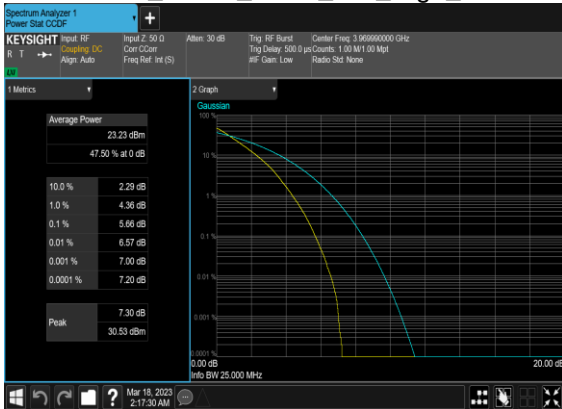 Spectrum Analyzer 1
Power Stat CCDF
KEYSIGHT
R T
LXI
Input: RF
Coupling: DC
Align: Auto
Input Z: 50 Ω
Corr CCorr
Freq Ref: Int (S)
Atten: 30 dB
Trig: RF Burst
Trig Delay: 500.0 µs
#IF Gain: Low
Center Freq: 3.969990000 GHz
Counts: 1.00 M/1.00 Mpt
Radio Std: None
1 Metrics
Average Power
23.23 dBm
47.50 % at 0 dB
10.0 % 2.29 dB
1.0 % 4.36 dB
0.1 % 5.66 dB
0.01 % 6.57 dB
0.001 % 7.00 dB
0.0001 % 7.20 dB
Peak
7.30 dB
30.53 dBm
2 Graph
Gaussian
100 %
10 %
1 %
0.1 %
0.01 %
0.001 %
0.0001 %
0.00 dB
20.00 dB
Info BW 25.000 MHz
?
Mar 18, 2023
2:17:30 AM